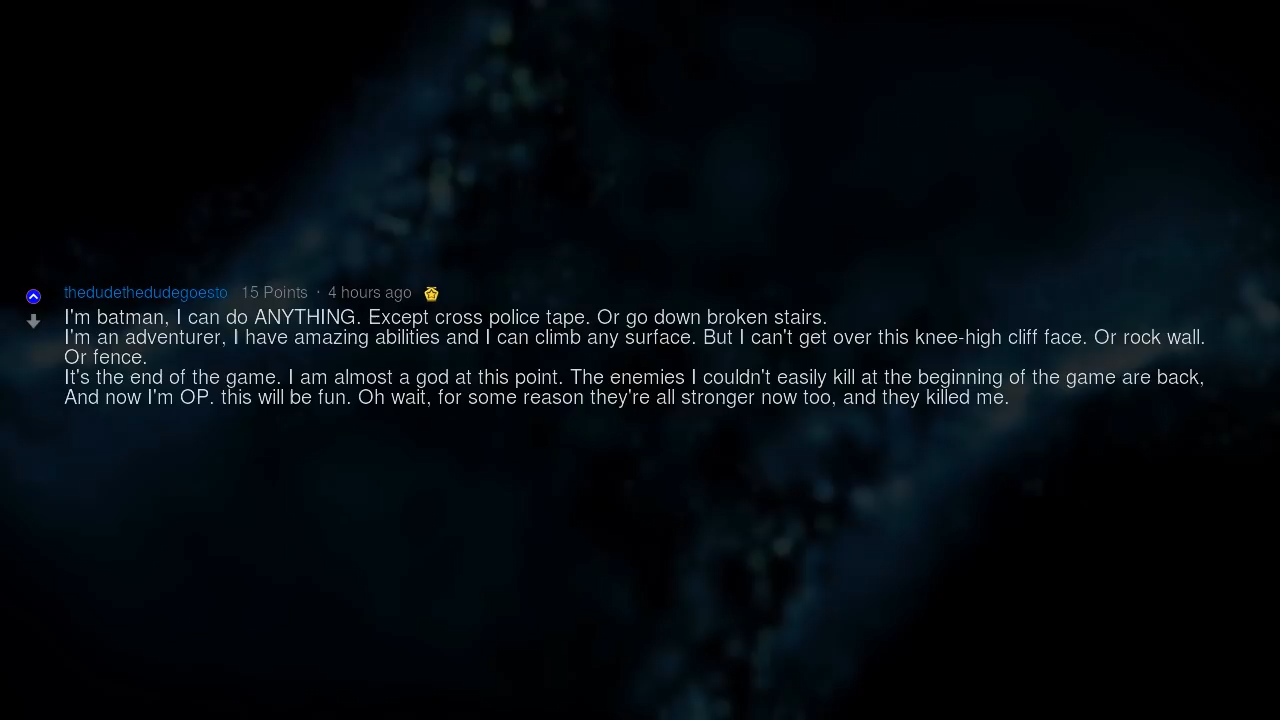 thedudethedudegoesto 15 Points · 4 hours ago
I'm batman, I can do ANYTHING. Except cross police tape. Or go down broken stairs.
I'm an adventurer, I have amazing abilities and I can climb any surface. But I can't get over this knee-high cliff face. Or rock wall.
Or fence.
It's the end of the game. I am almost a god at this point. The enemies I couldn't easily kill at the beginning of the game are back,
And now I'm OP. this will be fun. Oh wait, for some reason they're all stronger now too, and they killed me.